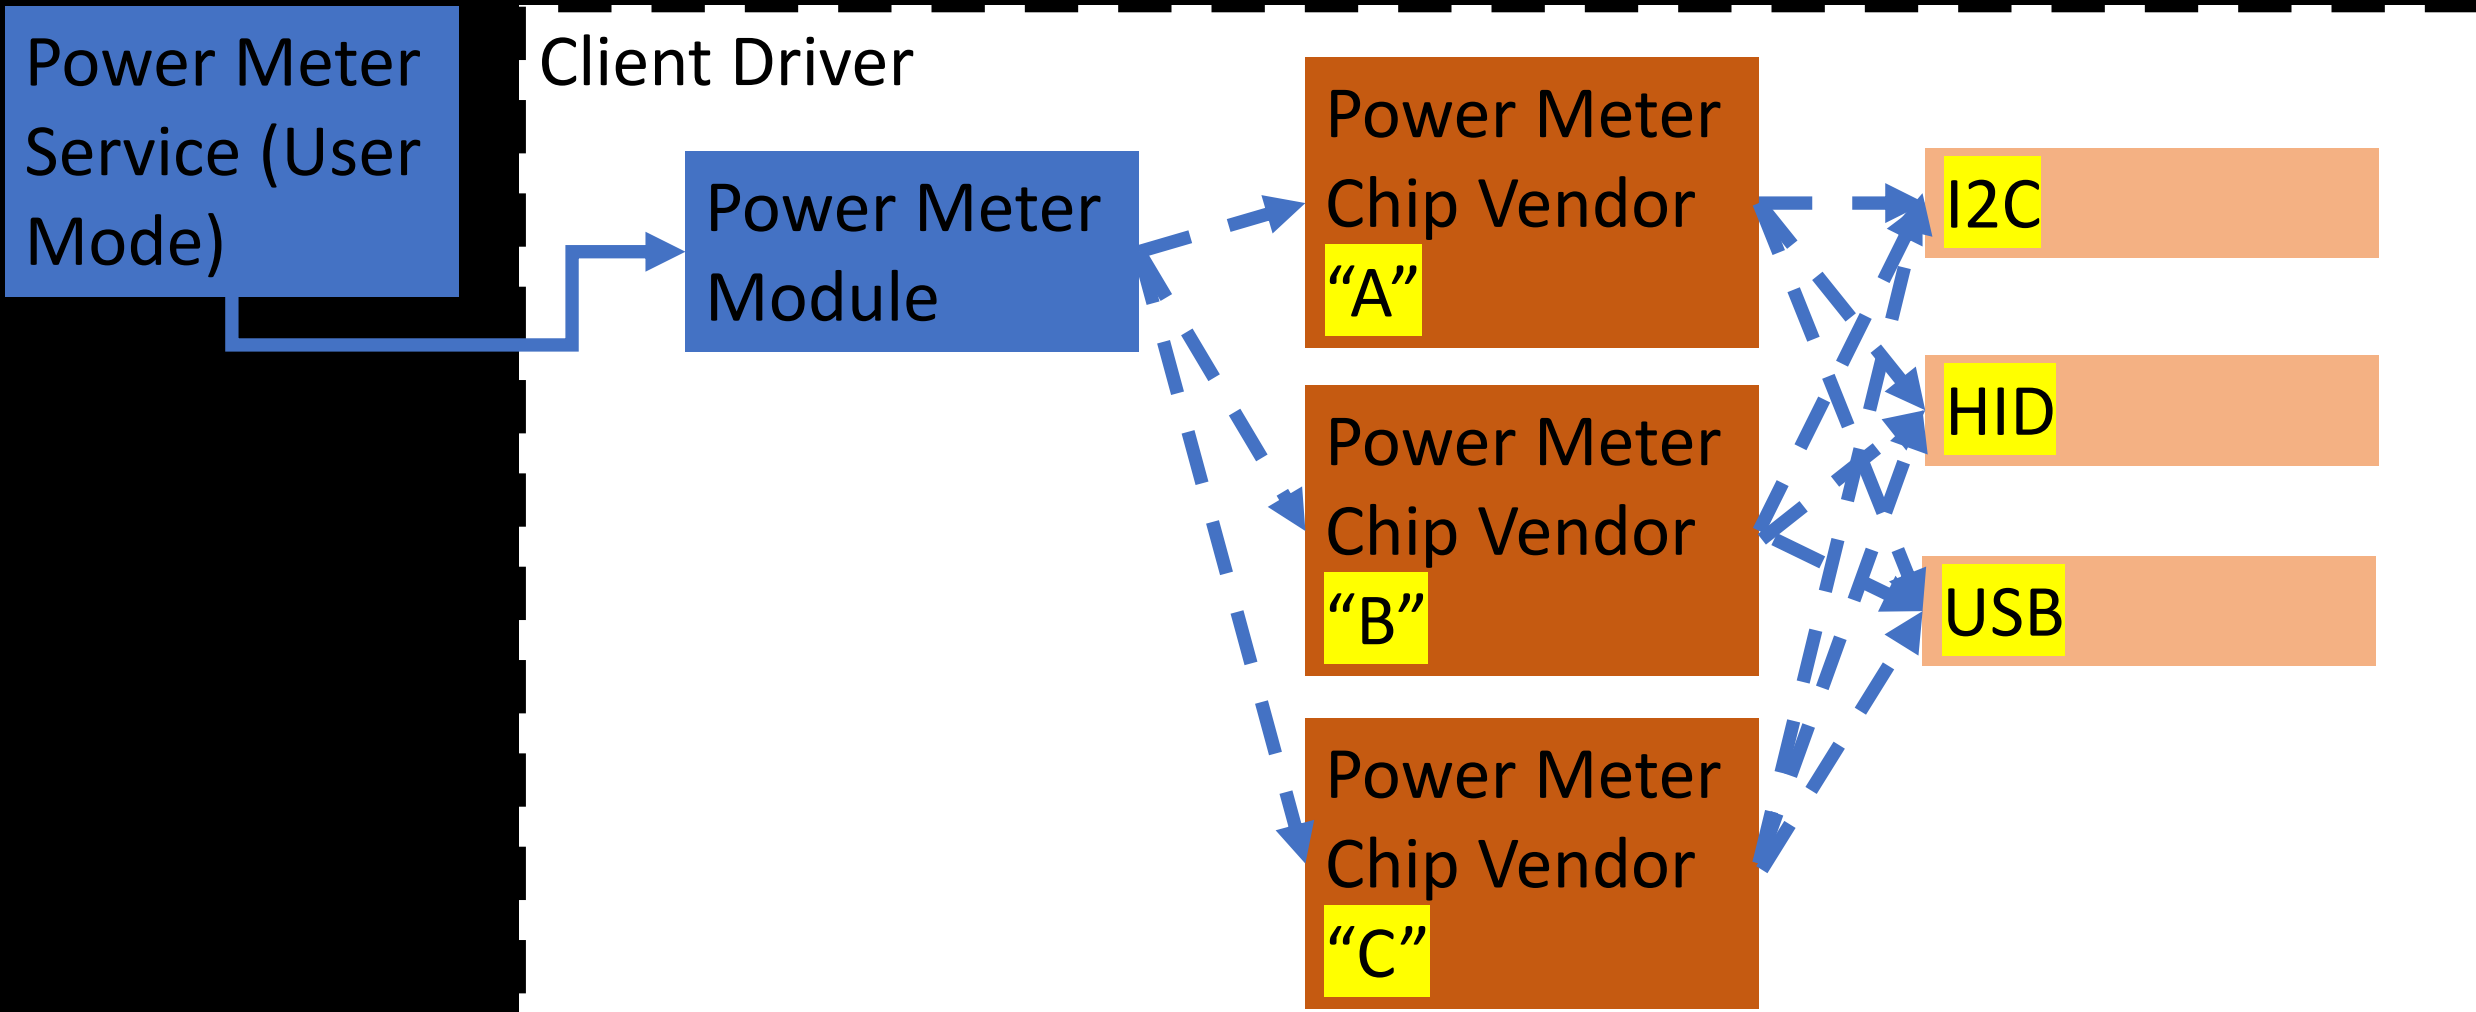 Power Meter
Service (User
Mode)
Client Driver
Power Meter
Module
Power Meter
Chip Vendor
“A”
Power Meter
Chip Vendor
“B”
Power Meter
Chip Vendor
“C”
I2C
HID
USB